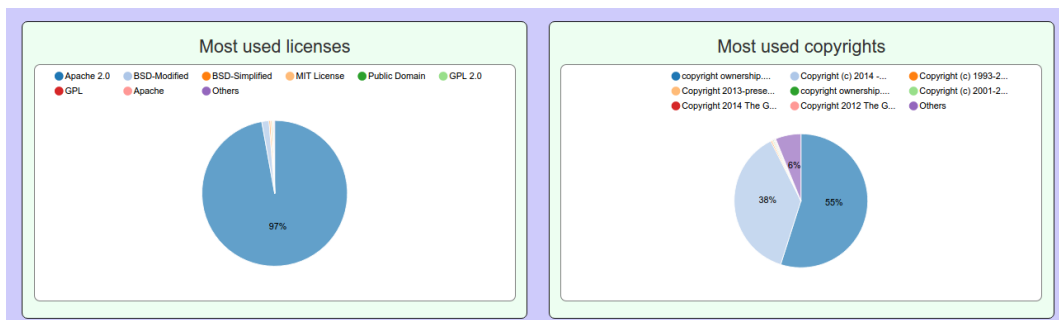 Most used licenses
Apache 2.0 BSD-Modified BSD-Simplified MIT License Public Domain GPL 2.0
GPL Apache Others
97%
Most used copyrights
copyright ownership.... Copyright (c) 2014 -... Copyright (c) 1993-2...
Copyright 2013-prese... copyright ownership.... Copyright (c) 2001-2...
Copyright 2014 The G... Copyright 2012 The G... Others
6%
38% 55%